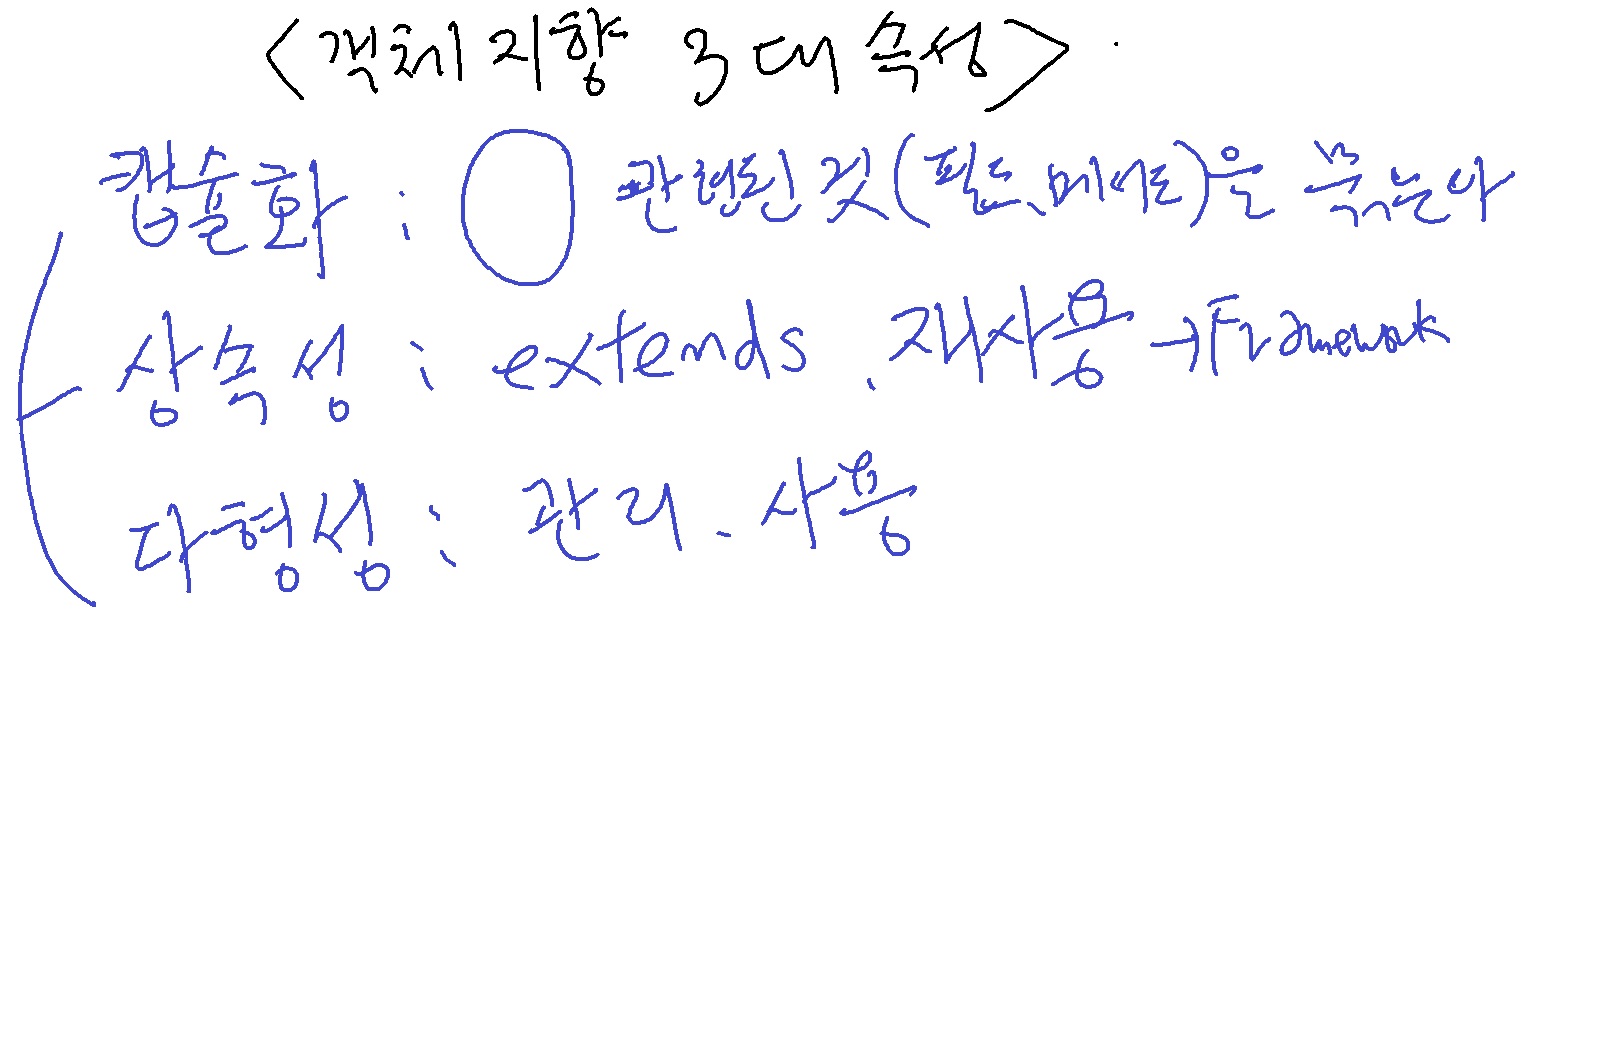 <객체지향 3대 속성>
캡슐화 : 관련된 것(필드, 메서드)을 묶는다
상속성 : extends, 재사용 →Framework
다형성 : 관리, 사용